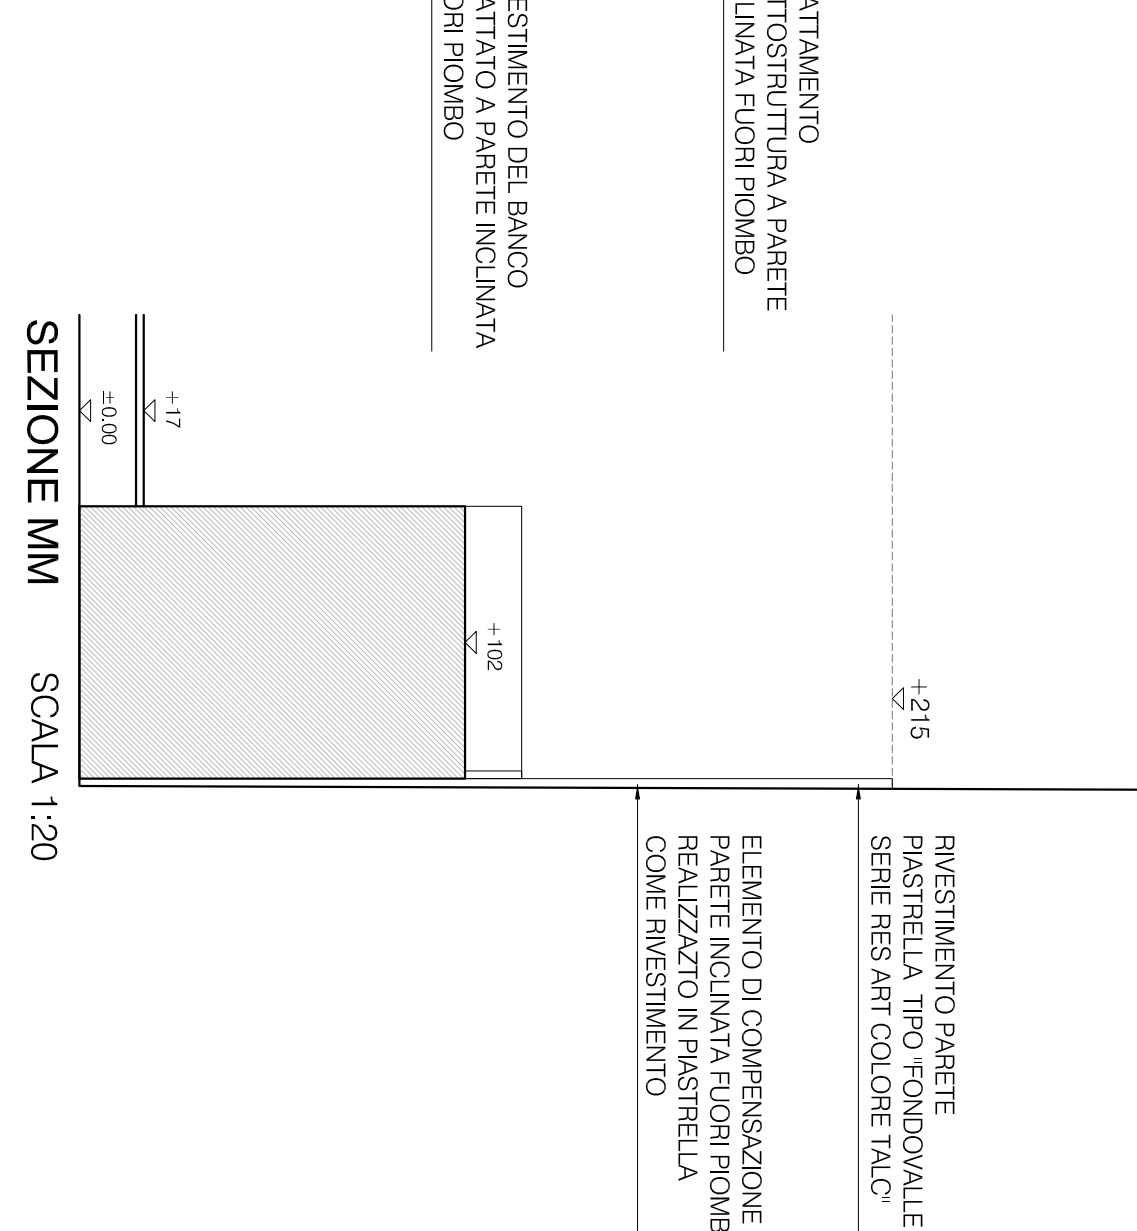 ATTAMENTO
TTOSTRUTTURA A PARETE
LINATA FUORI PIOMBO
ESTIMENTO DEL BANCO
ATTATO A PARETE INCLINATA
ORI PIOMBO
+215
+102
+17
±0.00
RIVESTIMENTO PARETE
PIASTRELLA TIPO "FONDOVALLE
SERIE RES ART COLORE TALC"
ELEMENTO DI COMPENSAZIONE
PARETE INCLINATA FUORI PIOMB
REALIZZAZTO IN PIASTRELLA
COME RIVESTIMENTO
SEZIONE MM SCALA 1:20